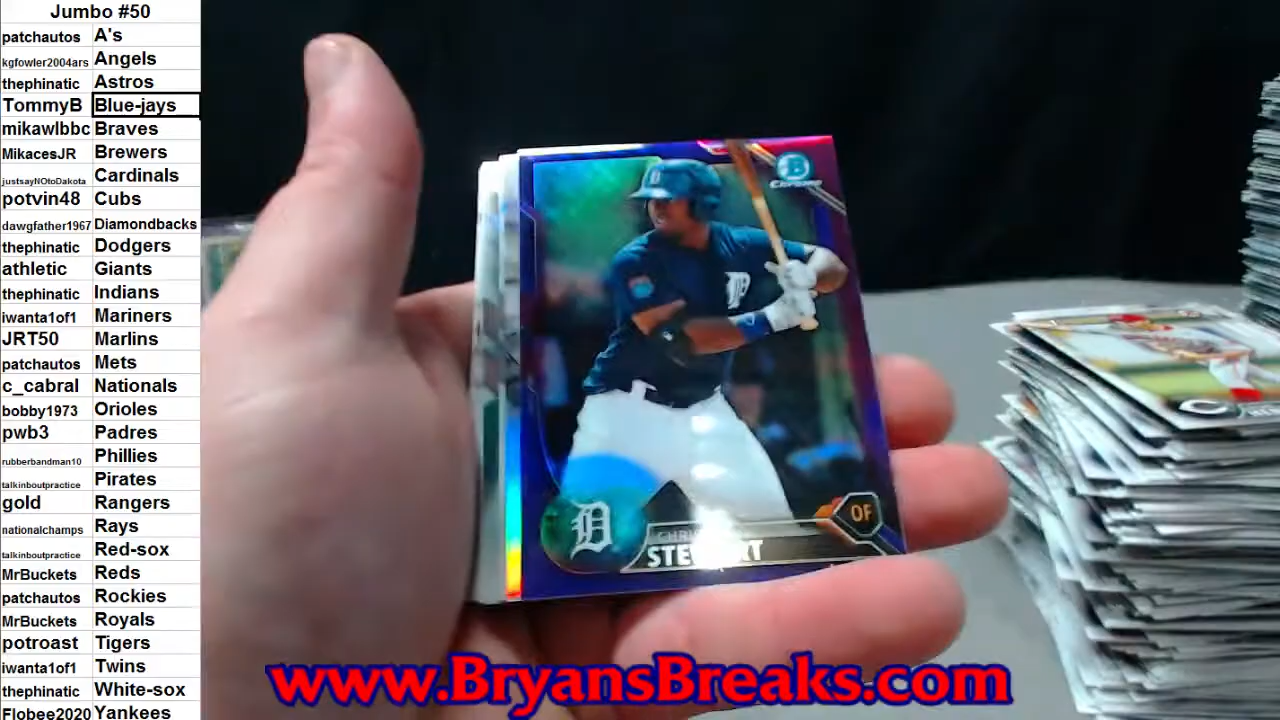 Jumbo #50
patchautos A's
kgfowler2004ars Angels
thephinatic Astros
TommyB Blue-jays
mikawlbbc Braves
MikacesJR Brewers
justsayNOtoDakota Cardinals
potvin48 Cubs
dawgfather1967 Diamondbacks
thephinatic Dodgers
athletic Giants
thephinatic Indians
iwanta1of1 Mariners
JRT50 Marlins
patchautos Mets
c_cabral Nationals
bobby1973 Orioles
pwb3 Padres
rubberbandman10 Phillies
talkinboutpractice Pirates
gold Rangers
nationalchamps Rays
talkinboutpractice Red-sox
MrBuckets Reds
patchautos Rockies
MrBuckets Royals
potroast Tigers
iwanta1of1 Twins
thephinatic White-sox
Flobee2020 Yankees
B
Chrome
D
D
D
OF
www.BryansBreaks.com